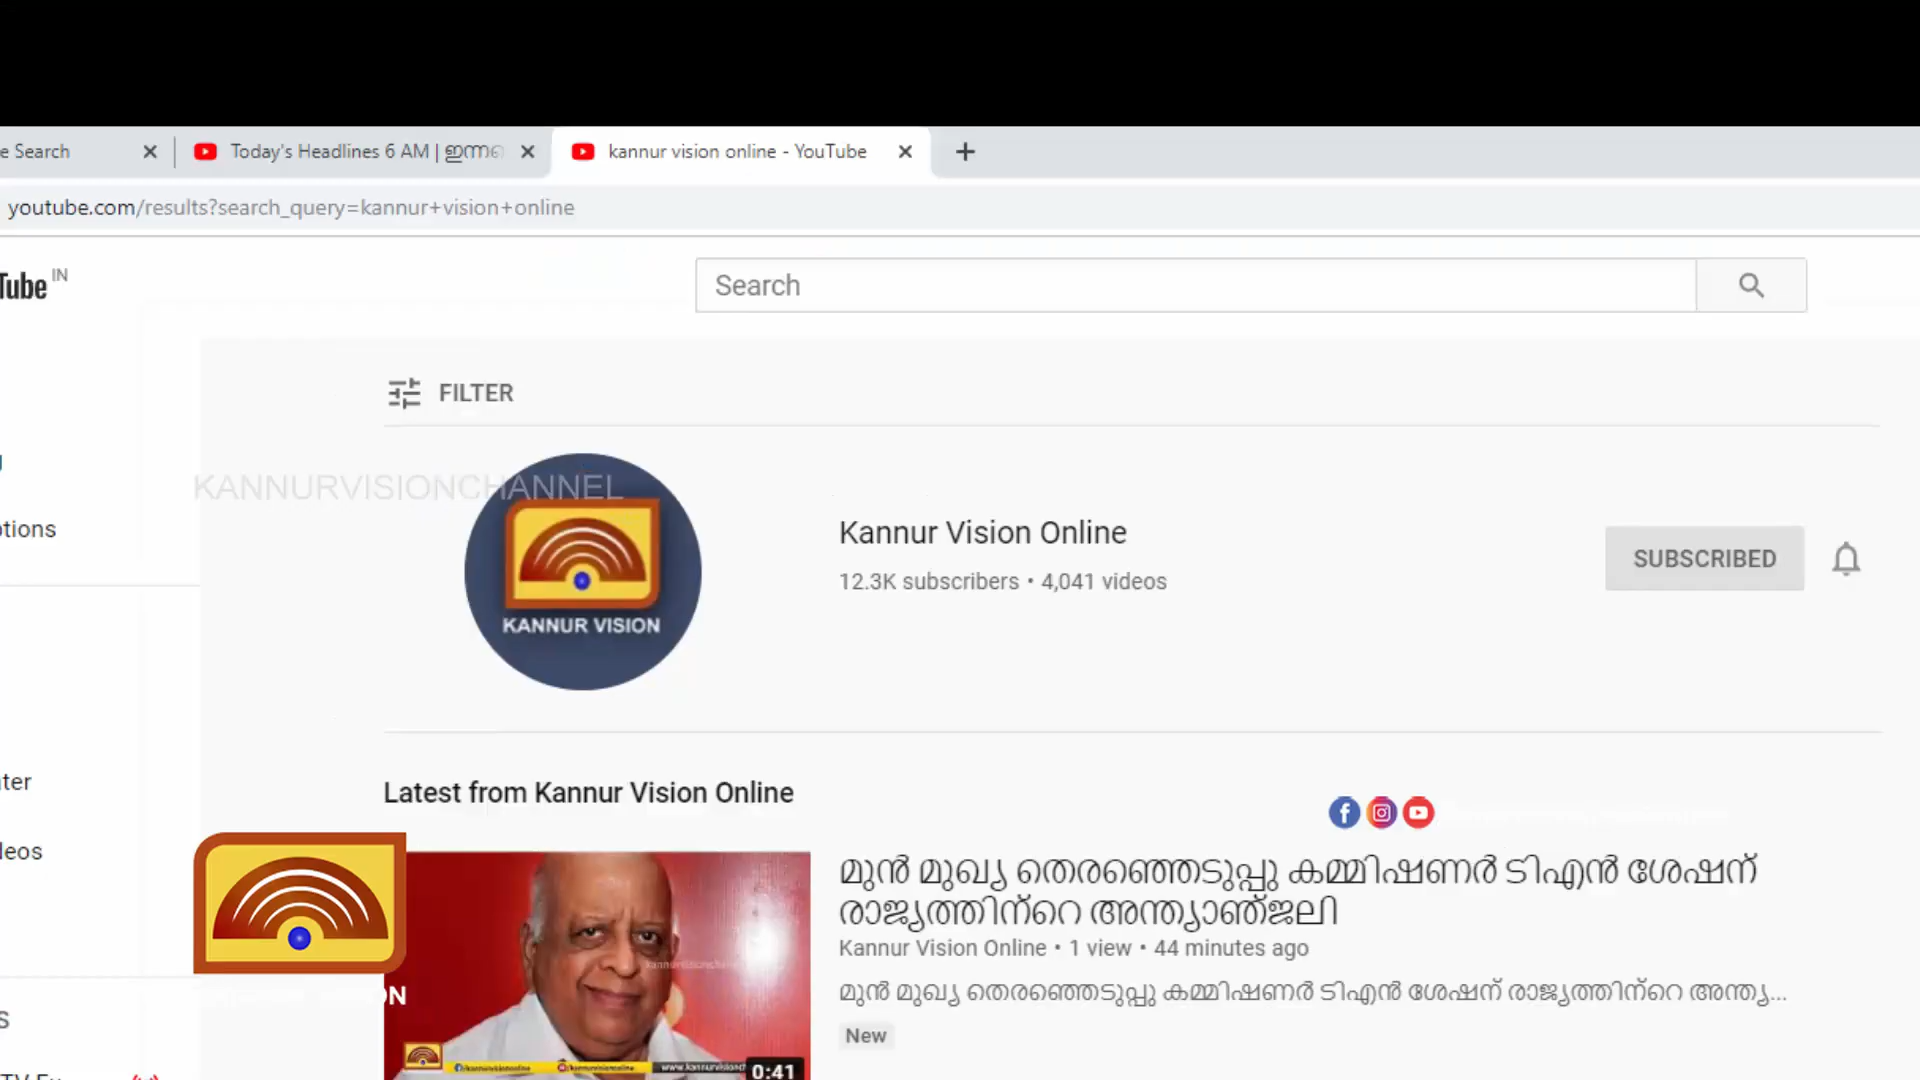 e Search
Today's Headlines 6 AM | ഇന്നത്തെ
kannur vision online - YouTube
youtube.com/results?search_query=kannur+vision+online
Tube IN
Search
FILTER
KANNURVISIONCHANNEL
KANNUR VISION
Kannur Vision Online
12.3K subscribers • 4,041 videos
SUBSCRIBED
Latest from Kannur Vision Online
മുൻ മുഖ്യ തെരഞ്ഞെടുപ്പു കമ്മിഷണർ ടിഎൻ ശേഷന്
രാജ്യത്തിന്റെ അന്ത്യാഞ്ജലി
Kannur Vision Online • 1 view • 44 minutes ago
മുൻ മുഖ്യ തെരഞ്ഞെടുപ്പു കമ്മിഷണർ ടിഎൻ ശേഷന് രാജ്യത്തിന്റെ അന്ത്യ...
New
0:41
ON